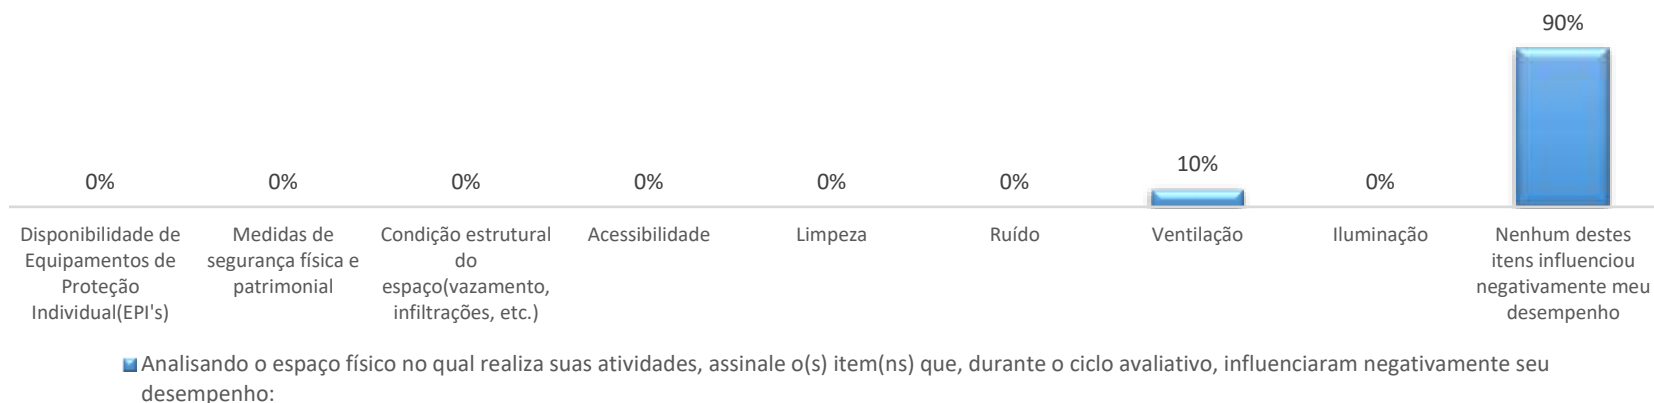 90%
10%
0%
0%
0%
0%
0%
0%
0%
Disponibilidade de
Equipamentos de
Proteção
Individual(EPI's)
Medidas de
segurança física e
patrimonial
Condição estrutural
do
espaço(vazamento,
infiltrações, etc.)
Acessibilidade
Limpeza
Ruído
Ventilação
Iluminação
Nenhum destes
itens influenciou
negativamente meu
desempenho
Analisando o espaço físico no qual realiza suas atividades, assinale o(s) item(ns) que, durante o ciclo avaliativo, influenciaram negativamente seu
desempenho: